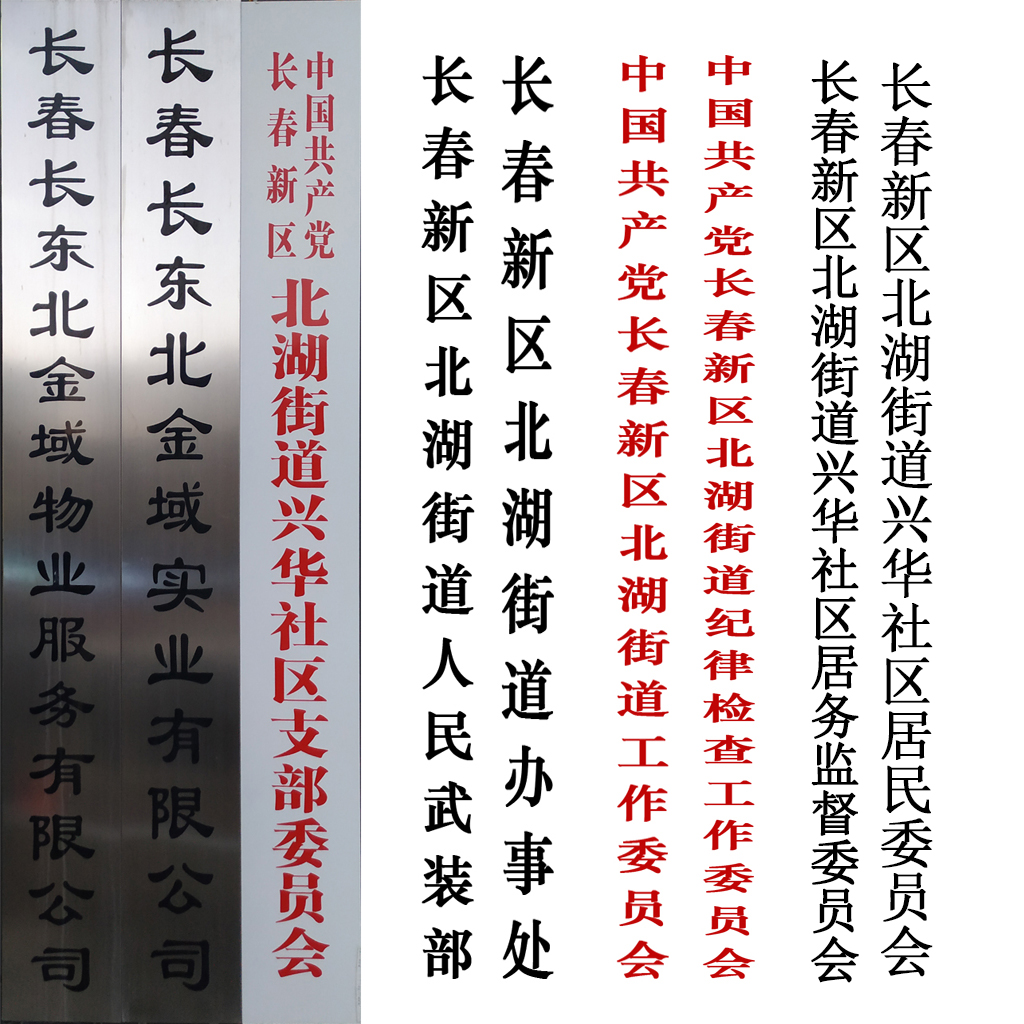 长春新区北湖街道兴华社区居民委员会
长春新区北湖街道兴华社区居务监督委员会
中国共产党长春新区北湖街道纪律检查工作委员会
中国共产党长春新区北湖街道工作委员会
长春新区北湖街道办事处
长春新区北湖街道人民武装部
中国共产党
长春新区
北湖街道兴华社区支部委员会
长春长东北金域实业有限公司
长春长东北金域物业服务有限公司